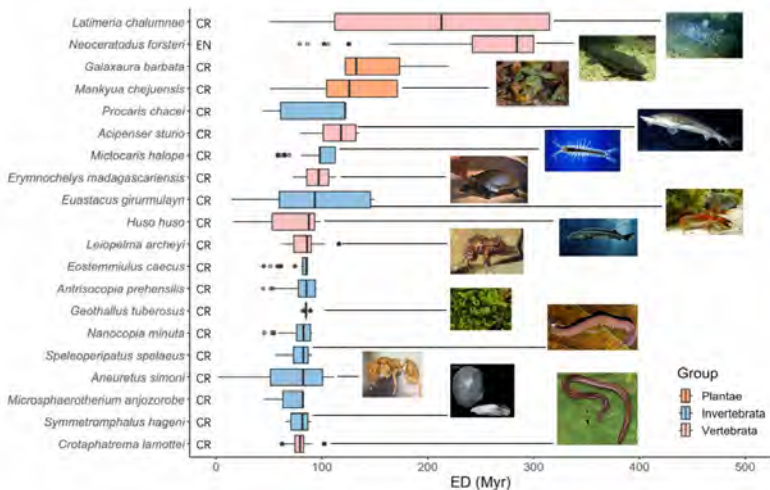 Latimeria chalumnae CR
Neoceratodus forsteri EN
Galaxaura barbata CR
Mankyua chejuensis CR
Procaris chacei CR
Acipenser sturio CR
Mictocaris halope CR
Erymnochelys madagascariensis CR
Euastacus girurmulayn CR
Huso huso CR
Leiopelma archeyi CR
Eostemmiulus caecus CR
Antrisocopia prehensilis CR
Geothallus tuberosus CR
Nanocopia minuta CR
Speleoperipatus spelaeus CR
Aneuretus simoni CR
Microsphaerotherium anjozorobe CR
Symmetromphalus hageni CR
Crotaphatrema lamottei CR
Group
Plantae
Invertebrata
Vertebrata
0 100 200 300 400 500
ED (Myr)